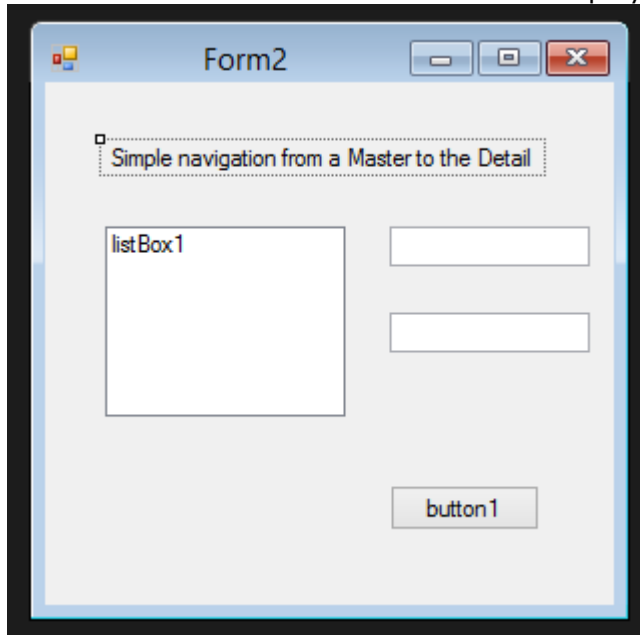 Form2
Simple navigation from a Master to the Detail
listBox1
button1